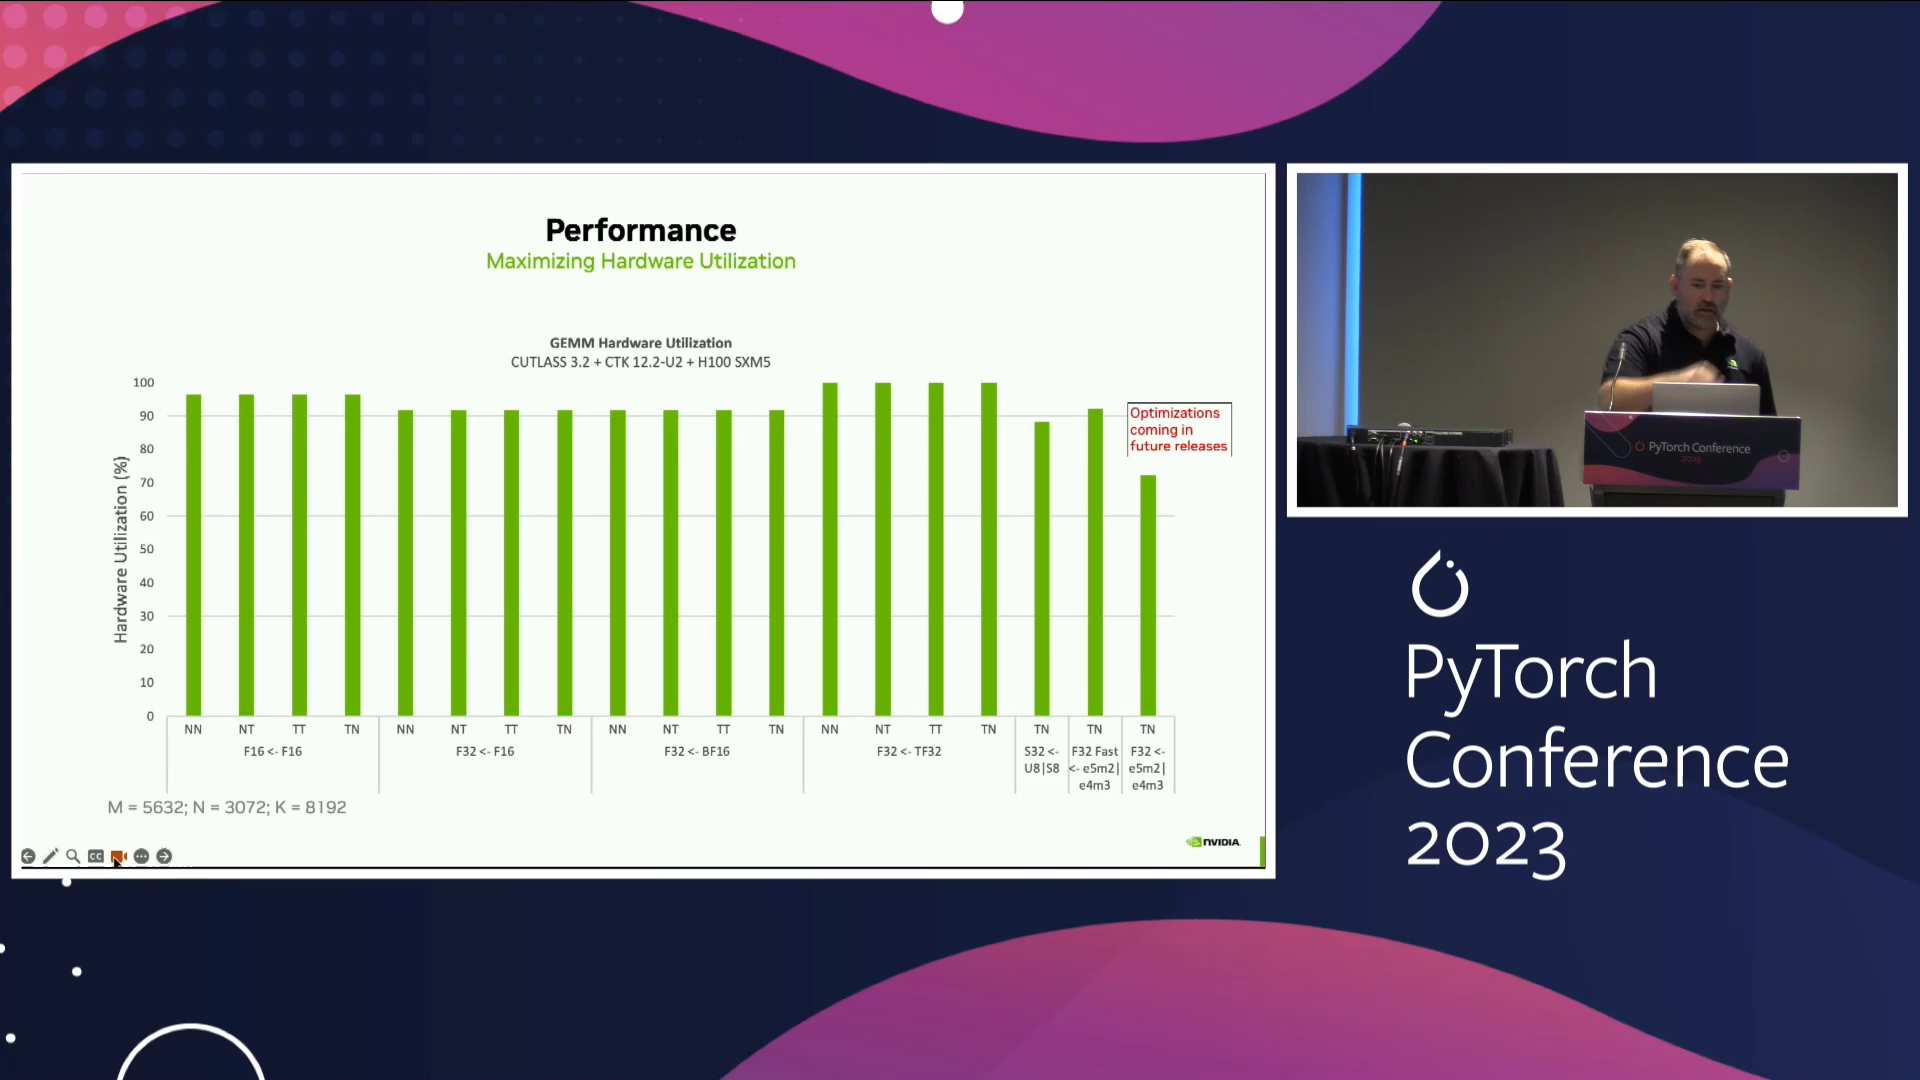 Performance
Maximizing Hardware Utilization
GEMM Hardware Utilization
CUTLASS 3.2 + CTK 12.2-U2 + H100 SXM5
Hardware Utilization (%)
100
90
80
70
60
50
40
30
20
10
0
Optimizations
coming in
future releases
NN NT TT TN NN NT TT TN NN NT TT TN NN NT TT TN TN TN TN
F16 <- F16
F32 <- F16
F32 <- BF16
F32 <- TF32
S32 <-
U8|S8
F32 Fast
<- e5m2|
e4m3
F32 <-
e5m2|
e4m3
M = 5632; N = 3072; K = 8192
CC
NVIDIA.
PyTorch Conference
2023
PyTorch
Conference
2023